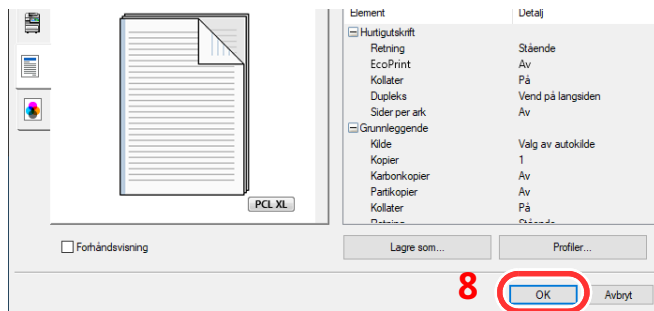 Element Detalj
Hurtigutskrift
Retning Stående
EcoPrint Av
Kollater På
Dupleks Vend på langsiden
Sider per ark Av
Grunnleggende
Kilde Valg av autokilde
Kopier 1
Karbonkopier Av
Partikopier Av
Kollater På
Retning Stående
PCL XL
Forhåndsvisning Lagre som... Profiler...
8 OK Avbryt